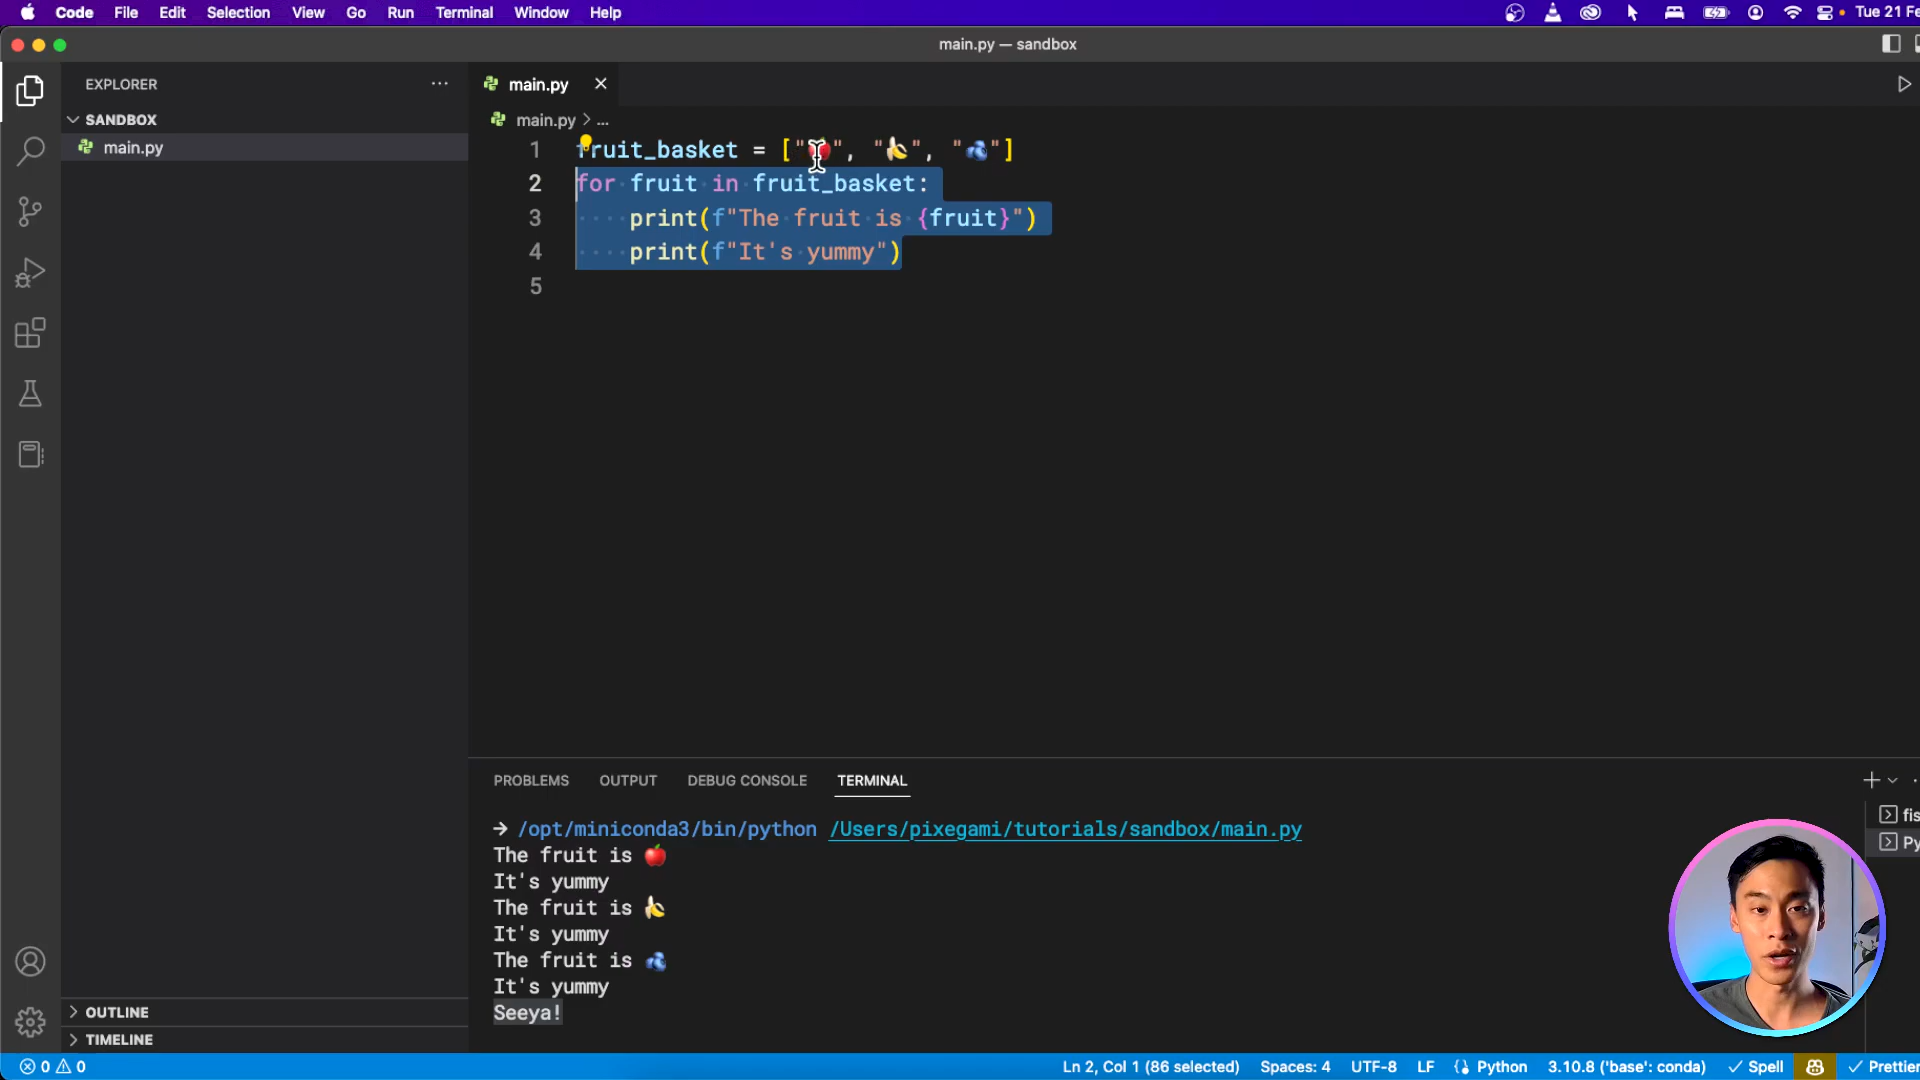 Code File Edit Selection View Go Run Terminal Window Help Tue 21 Fe
main.py — sandbox
EXPLORER
SANDBOX
main.py
main.py
main.py > ...
1 fruit_basket = ["🍎", "🍌", "🫐"]
2 for fruit in fruit_basket:
3 print(f"The fruit is {fruit}")
4 print(f"It's yummy")
5
PROBLEMS OUTPUT DEBUG CONSOLE TERMINAL
→ /opt/miniconda3/bin/python /Users/pixegami/tutorials/sandbox/main.py
The fruit is 🍎
It's yummy
The fruit is 🍌
It's yummy
The fruit is 🫐
It's yummy
Seeya!
fis
Py
OUTLINE
TIMELINE
0 0 Ln 2, Col 1 (86 selected) Spaces: 4 UTF-8 LF Python 3.10.8 ('base': conda) Spell Prettier